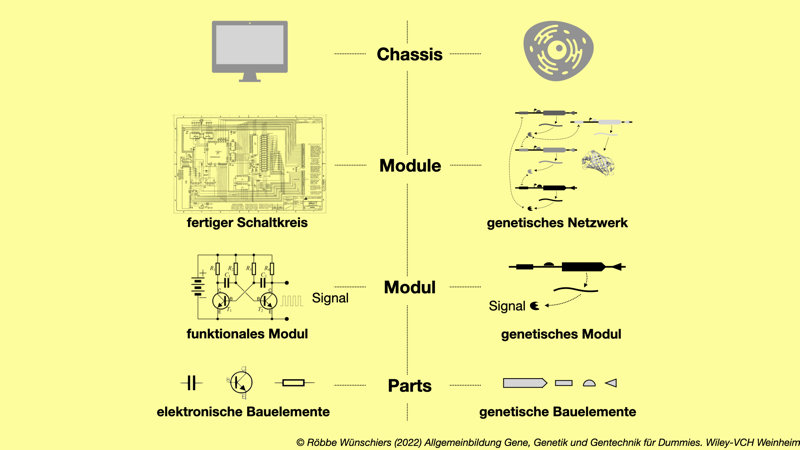 Chassis
Module
fertiger Schaltkreis
genetisches Netzwerk
Modul
Signal
Signal
funktionales Modul
genetisches Modul
Parts
elektronische Bauelemente
genetische Bauelemente
© Röbbe Wünschiers (2022) Allgemeinbildung Gene, Genetik und Gentechnik für Dummies. Wiley-VCH Weinheim